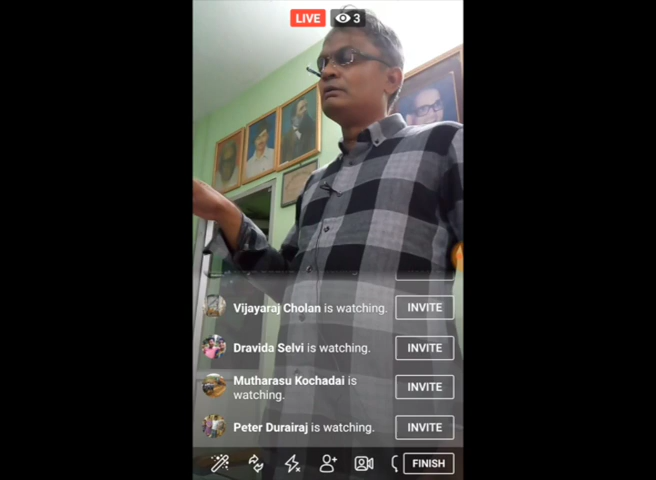 LIVE 3
Vijayaraj Cholan is watching.
INVITE
Dravida Selvi is watching.
INVITE
Mutharasu Kochadai is
watching.
INVITE
Peter Durairaj is watching.
INVITE
FINISH